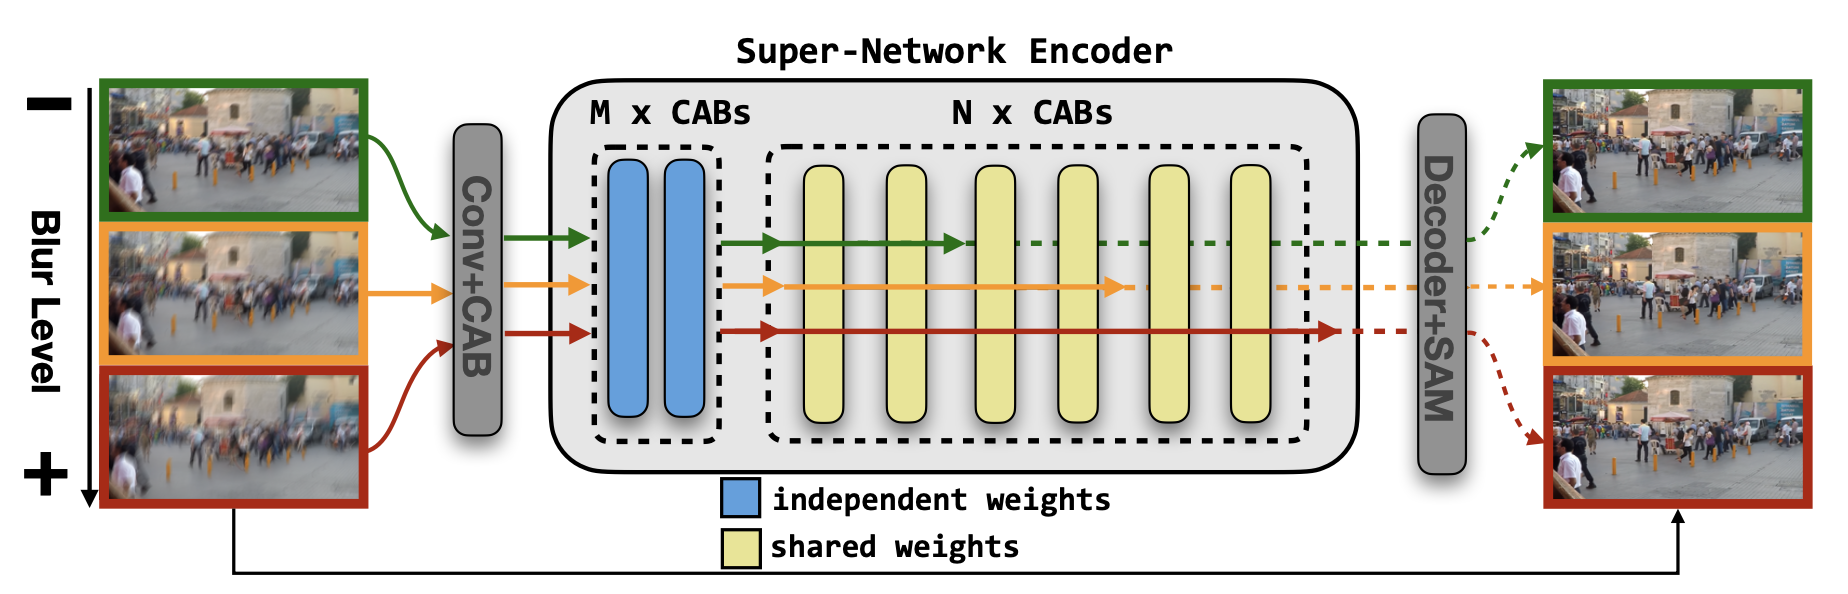 Super-Network Encoder
M x CABs
N x CABs
−
Blur Level
+
Conv+CAB
Decoder+SAM
independent weights
shared weights